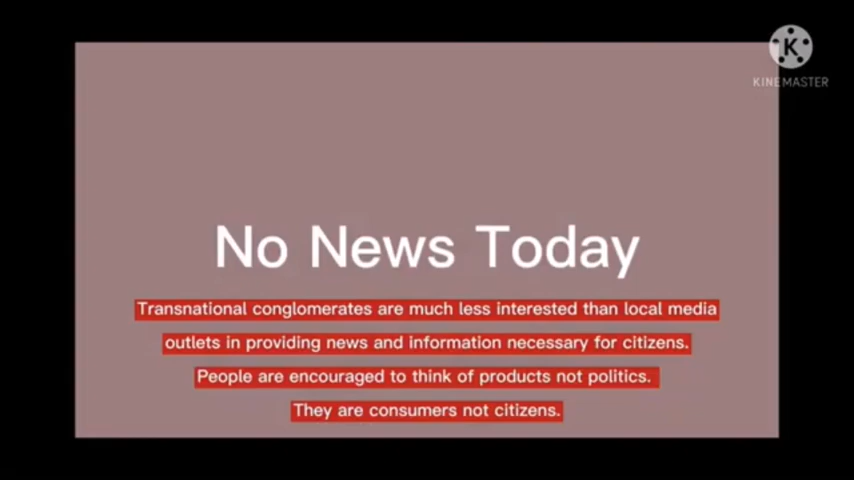 K
KINEMASTER
No News Today
Transnational conglomerates are much less interested than local media
outlets in providing news and information necessary for citizens.
People are encouraged to think of products not politics.
They are consumers not citizens.